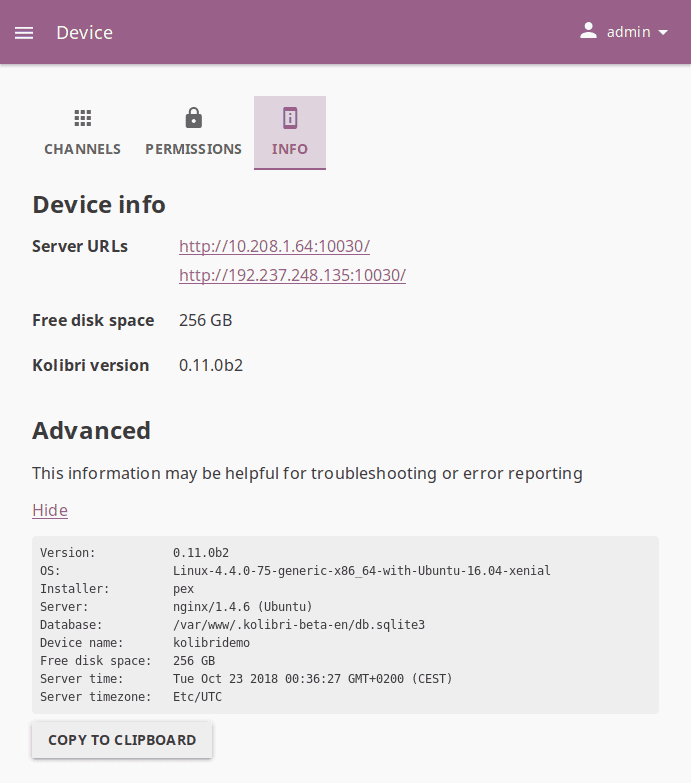 Device
admin
CHANNELS PERMISSIONS INFO
Device info
Server URLs http://10.208.1.64:10030/
http://192.237.248.135:10030/
Free disk space 256 GB
Kolibri version 0.11.0b2
Advanced
This information may be helpful for troubleshooting or error reporting
Hide
Version: 0.11.0b2
OS: Linux-4.4.0-75-generic-x86_64-with-Ubuntu-16.04-xenial
Installer: pex
Server: nginx/1.4.6 (Ubuntu)
Database: /var/www/.kolibri-beta-en/db.sqlite3
Device name: kolibridemo
Free disk space: 256 GB
Server time: Tue Oct 23 2018 00:36:27 GMT+0200 (CEST)
Server timezone: Etc/UTC
COPY TO CLIPBOARD